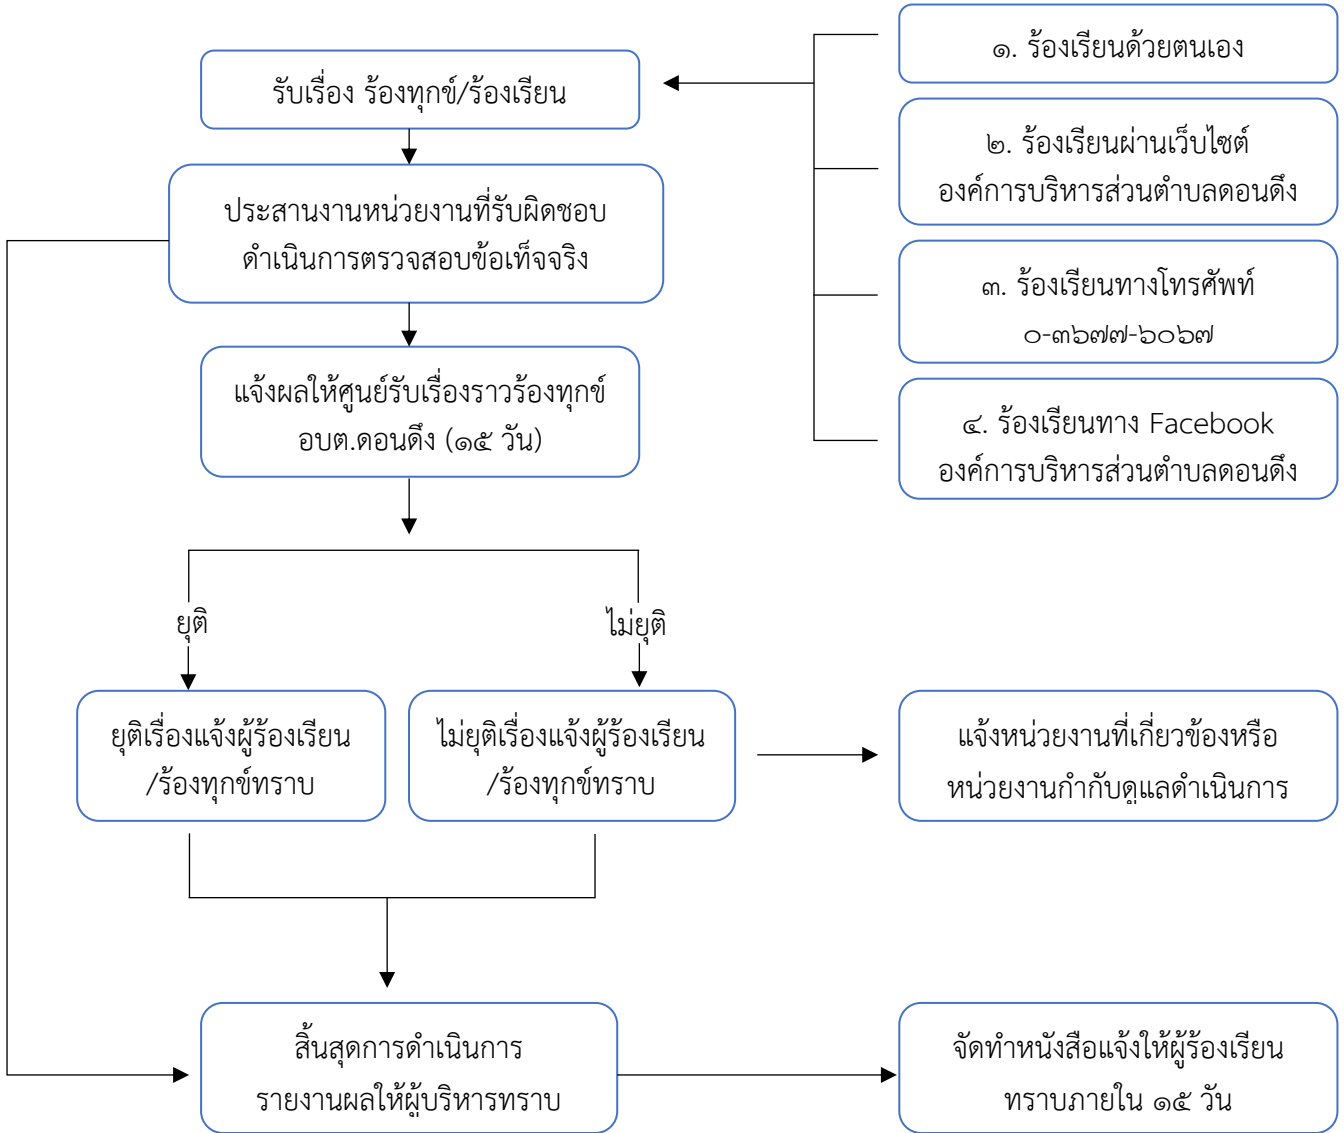 ๑. ร้องเรียนด้วยตนเอง
รับเรื่อง ร้องทุกข์/ร้องเรียน
๒. ร้องเรียนผ่านเว็บไซต์
องค์การบริหารส่วนตำบลดอนดึง
ประสานงานหน่วยงานที่รับผิดชอบ
ดำเนินการตรวจสอบข้อเท็จจริง
๓. ร้องเรียนทางโทรศัพท์
๐-๓๖๗๗-๖๐๖๗
แจ้งผลให้ศูนย์รับเรื่องราวร้องทุกข์
อบต.ดอนดึง (๑๕ วัน)
๔. ร้องเรียนทาง Facebook
องค์การบริหารส่วนตำบลดอนดึง
ยุติ
ไม่ยุติ
ยุติเรื่องแจ้งผู้ร้องเรียน
/ร้องทุกข์ทราบ
ไม่ยุติเรื่องแจ้งผู้ร้องเรียน
/ร้องทุกข์ทราบ
แจ้งหน่วยงานที่เกี่ยวข้องหรือ
หน่วยงานกำกับดูแลดำเนินการ
สิ้นสุดการดำเนินการ
รายงานผลให้ผู้บริหารทราบ
จัดทำหนังสือแจ้งให้ผู้ร้องเรียน
ทราบภายใน ๑๕ วัน